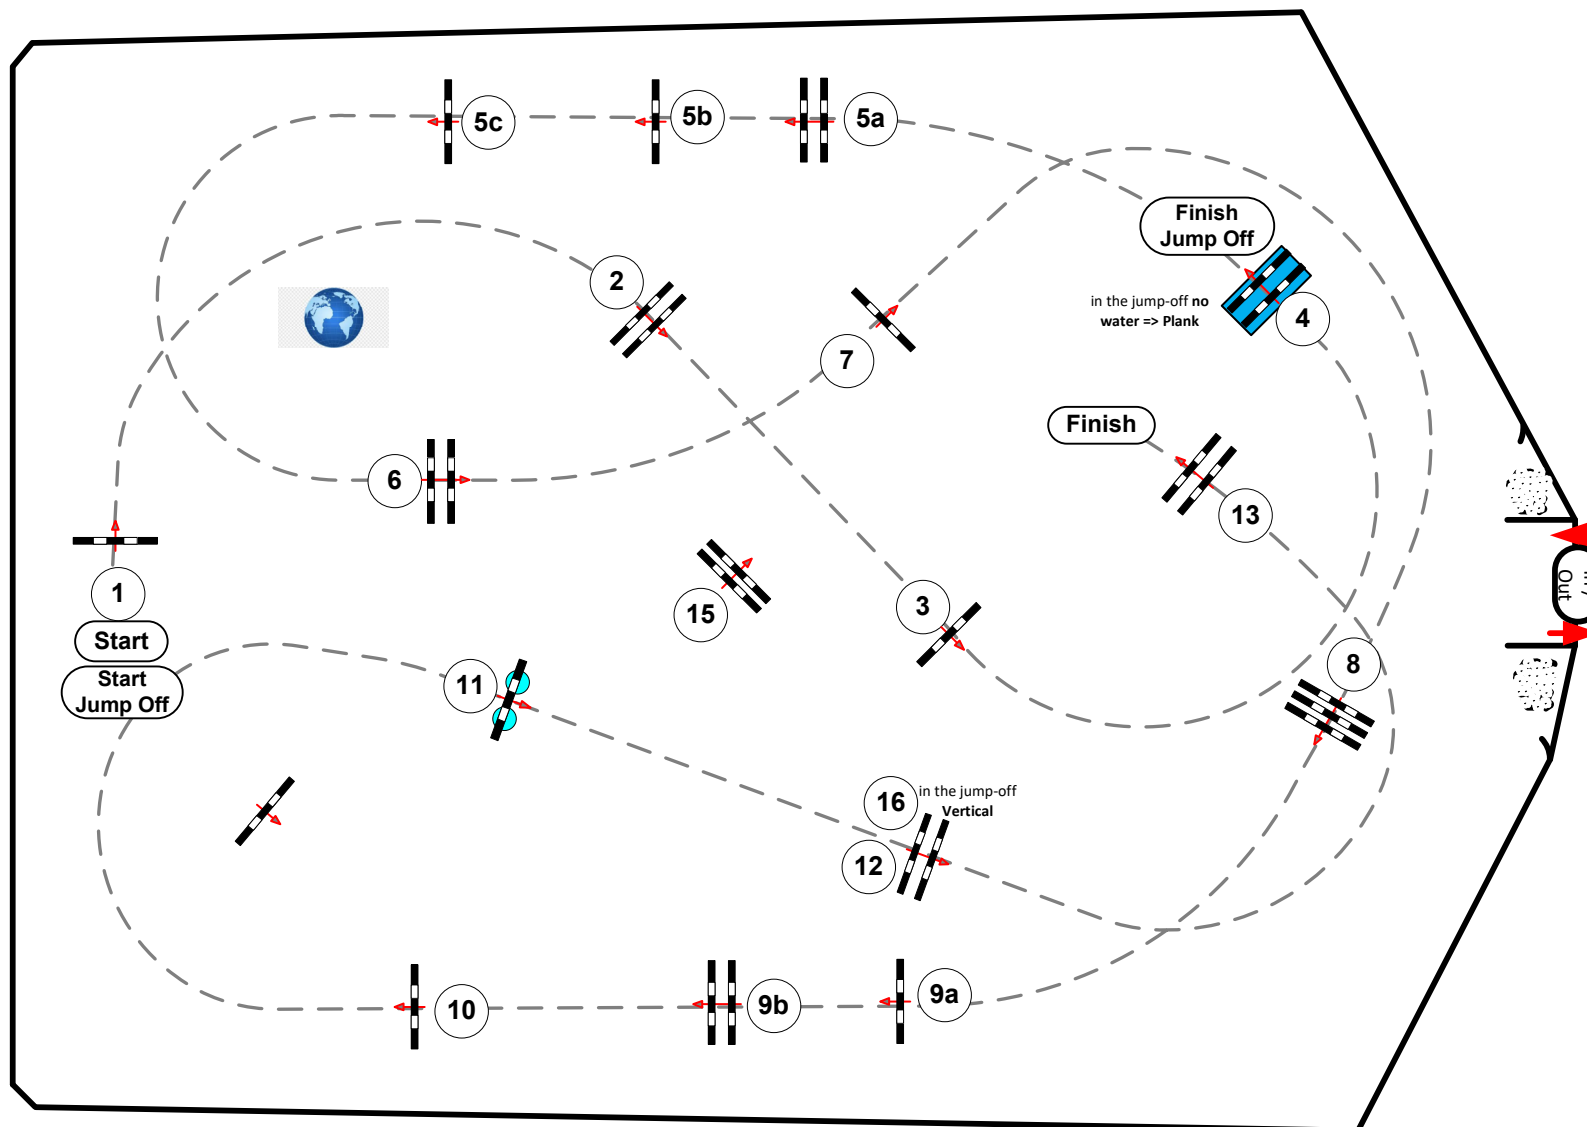 5c
5b
5a
Finish
Jump Off
2
in the jump-off no
water => Plank
4
7
Finish
6
13
1
Out
3
15
Start
8
Start
Jump Off
11
16
in the jump-off
Vertical
12
10
9b
9a